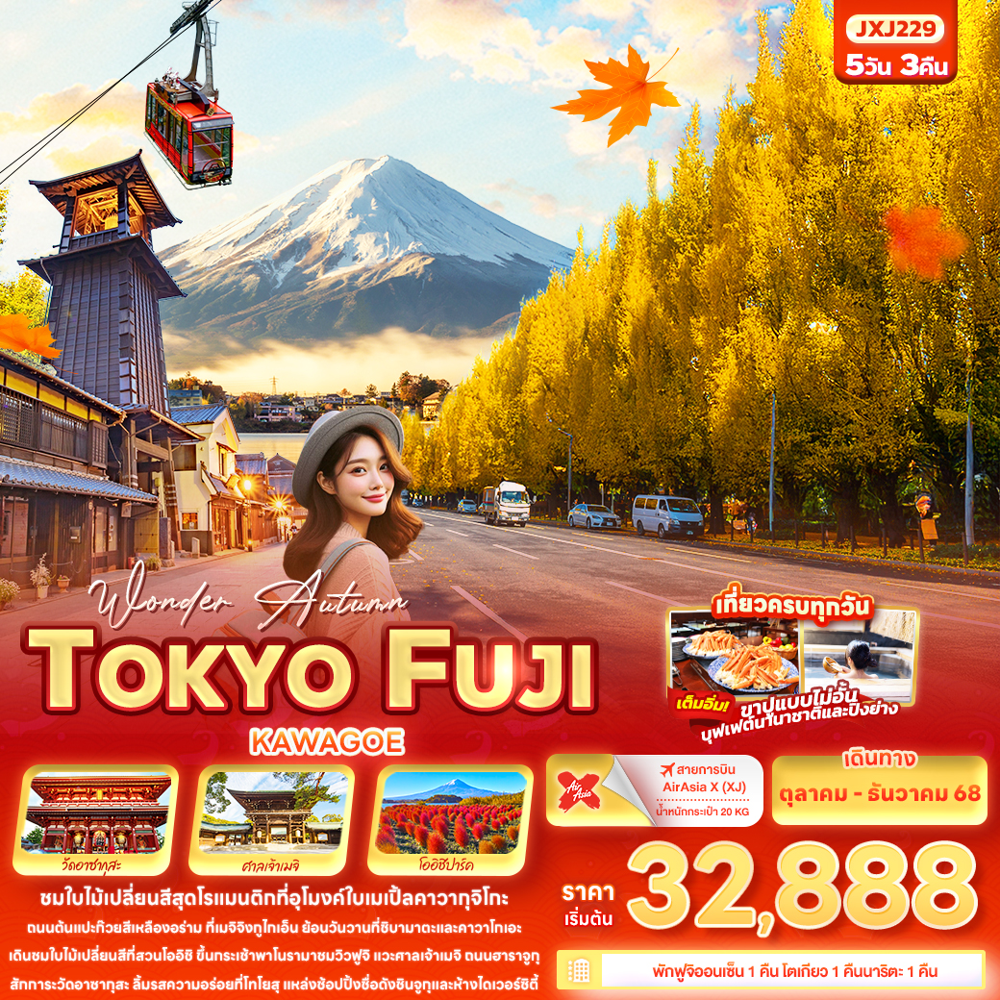 JXJ229
5วัน 3คืน
Wonder Autumn
TOKYO FUJI
KAWAGOE
เที่ยวครบทุกวัน
เต็มอิ่ม! ขาปูแบบไม่อั้น
บุฟเฟต์นานาชาติและปิ้งย่าง
วัดอาซากุสะ
ศาลเจ้าเมจิ
โออิชิปาร์ค
Air Asia X
สายการบิน
AirAsia X (XJ)
น้ำหนักกระเป๋า 20 KG
เดินทาง
ตุลาคม - ธันวาคม 68
ราคา
เริ่มต้น
32,888
ชมใบไม้เปลี่ยนสีสุดโรแมนติกที่อุโมงค์ใบเมเปิ้ลคาวากุจิโกะ
ถนนต้นแปะก๊วยสีเหลืองอร่าม ที่เมจิจิงกูไกเอ็น ย้อนวันวานที่ชิบามาตะและคาวาโกเอะ
เดินชมใบไม้เปลี่ยนสีที่สวนโออิชิ ขึ้นกระเช้าพาโนรามาชมวิวฟูจิ แวะศาลเจ้าเมจิ ถนนฮาราจูกุ
สักการะวัดอาซากุสะ ลิ้มรสความอร่อยที่โทโยสุ แหล่งช้อปปิ้งชื่อดังชินจูกุและห้างไดเวอร์ซิตี้
พักฟูจิออนเซ็น 1 คืน โตเกียว 1 คืนนาริตะ 1 คืน